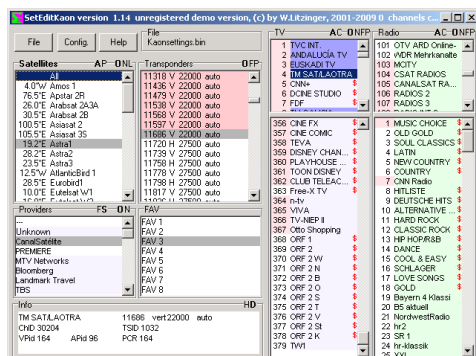 SetEditKaon version 1.14 unregistered demo version, (c) by W.Litzinger, 2001-2009 0 channels c...
File Config. Help
File
Kaonsettings.bin
Satellites AP ONL
All
4.0°W Amos 1
76.5°E Apstar 2R
26.0°E Arabsat 2A3A
30.5°E Arabsat 2B
100.5°E Asiasat 2
105.5°E Asiasat 3S
19.2°E Astra1
28.2°E Astra2
23.5°E Astra3
12.5°W AtlanticBird 1
28.5°E Eurobird1
10.0°E Eutelsat W1
Transponders OFP
11318 V 22000 auto
11436 V 22000 auto
11479 V 22000 auto
11538 V 22000 auto
11568 V 22000 auto
11597 V 22000 auto
11686 V 22000 auto
11720 H 27500 auto
11739 V 27500 auto
11758 H 27500 auto
11778 V 27500 auto
11798 H 27500 auto
11817 V 27500 auto
Providers FS ON
---
Unknown
CanalSatélite
PREMIERE
MTV Networks
Bloomberg
Landmark Travel
TBS
FAV
FAV 1
FAV 2
FAV 3
FAV 4
FAV 5
FAV 6
FAV 7
FAV 8
Info HD
TM SAT/LAOTRA 11686 vert 22000 auto
ChID 30204 TSID 1032
VPid 164 APid 96 PCR 164
TV AC ONFP
1 TVC INT.
2 ANDALUCÍA TV
3 EUSKADI TV
4 TM SAT/LAOTRA
5 CNN+ $
6 DCINE STUDIO $
7 FDF $
356 CINE FX $
357 CINE COMIC $
358 TEVA $
359 DISNEY CHAN... $
360 PLAYHOUSE ... $
361 TOON DISNEY $
362 CLUB TELEAC... $
363 Free-X TV $
364 n-tv
365 VIVA
366 TV-NIEP II
367 Otto Shopping
368 ORF 1 $
369 ORF 2 $
370 ORF 2 W $
371 ORF 2 N $
372 ORF 2 B $
373 ORF 2 O $
374 ORF 2 S $
375 ORF 2 T $
376 ORF 2 V $
377 ORF 2 St $
378 ORF 2 K $
379 TW1
Radio AC ONFP
101 OTV ARD Online-
102 WDR Mehrkanalte
103 MCITY
104 CSAT RADIOS
105 CANALSAT RA...
106 RADIOS 2
107 RADIOS 3
1 MUSIC CHOICE $
2 OLD GOLD $
3 SOUL CLASSICS $
4 LATIN $
5 NEW COUNTRY $
6 COUNTRY $
7 CNN Radio
8 HITLISTE $
9 DEUTSCHE HITS $
10 ALTERNATIVE ... $
11 HARD ROCK $
12 CLASSIC ROCK $
13 HIP HOP/R&B $
14 DANCE $
15 COOL & EASY $
16 SCHLAGER $
17 LOVE SONGS $
18 GOLD $
19 Bayern 4 Klassi
20 B5 aktuell
21 NordwestRadio
22 hr2
23 SR 1
24 hr-klassik